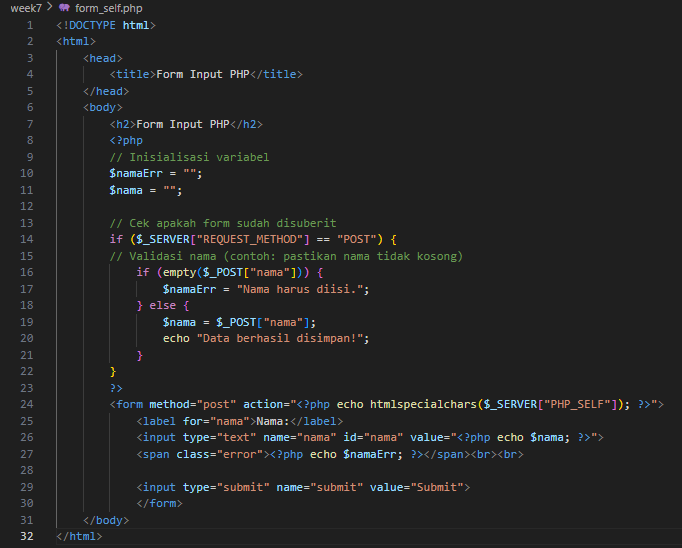 week7 > form_self.php
1 <!DOCTYPE html>
2 <html>
3     <head>
4         <title>Form Input PHP</title>
5     </head>
6     <body>
7         <h2>Form Input PHP</h2>
8         <?php
9         // Inisialisasi variabel
10         $namaErr = "";
11         $nama = "";
12
13         // Cek apakah form sudah disuberit
14         if ($_SERVER["REQUEST_METHOD"] == "POST") {
15         // Validasi nama (contoh: pastikan nama tidak kosong)
16             if (empty($_POST["nama"])) {
17                 $namaErr = "Nama harus diisi.";
18             } else {
19                 $nama = $_POST["nama"];
20                 echo "Data berhasil disimpan!";
21             }
22         }
23         ?>
24         <form method="post" action="<?php echo htmlspecialchars($_SERVER["PHP_SELF"]); ?>">
25             <label for="nama">Nama:</label>
26             <input type="text" name="nama" id="nama" value="<?php echo $nama; ?>">
27             <span class="error"><?php echo $namaErr; ?></span><br><br>
28
29             <input type="submit" name="submit" value="Submit">
30             </form>
31     </body>
32 </html>